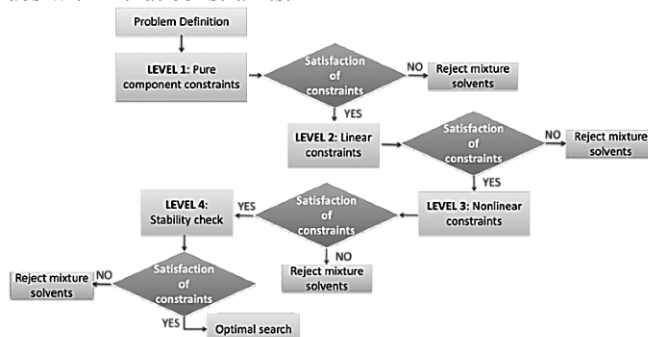 Problem Definition
LEVEL 1: Pure
component constraints
Satisfaction
of
constraints
NO
Reject mixture
solvents
YES
LEVEL 2: Linear
constraints
Satisfaction
of
constraints
NO
Reject mixture
solvents
YES
LEVEL 3: Nonlinear
constraints
Satisfaction
of
constraints
NO
Reject mixture
solvents
YES
LEVEL 4:
Stability check
Satisfaction
of
constraints
NO
Reject mixture
solvents
YES
Optimal search